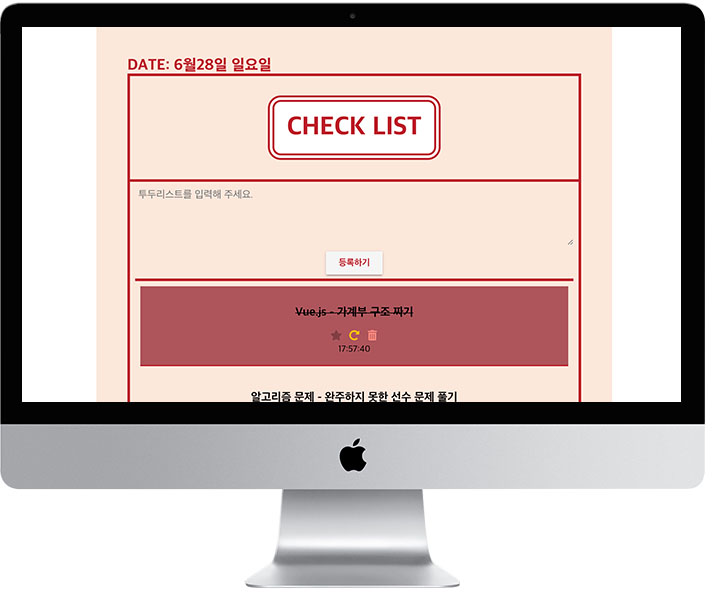 DATE: 6월28일 일요일
CHECK LIST
투두리스트를 입력해 주세요.
등록하기
Vue.js - 가계부 구조 짜기
17:57:40
알고리즘 문제 - 완주하지 못한 선수 문제 풀기